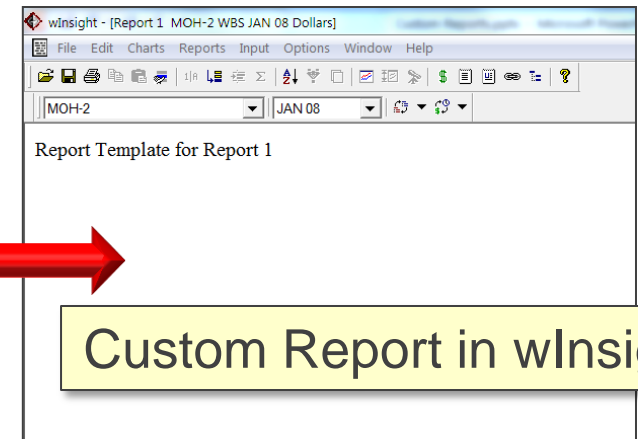 wInsight - [Report 1 MOH-2 WBS JAN 08 Dollars]
File Edit Charts Reports Input Options Window Help
MOH-2 JAN 08
Report Template for Report 1
Custom Report in wInsi